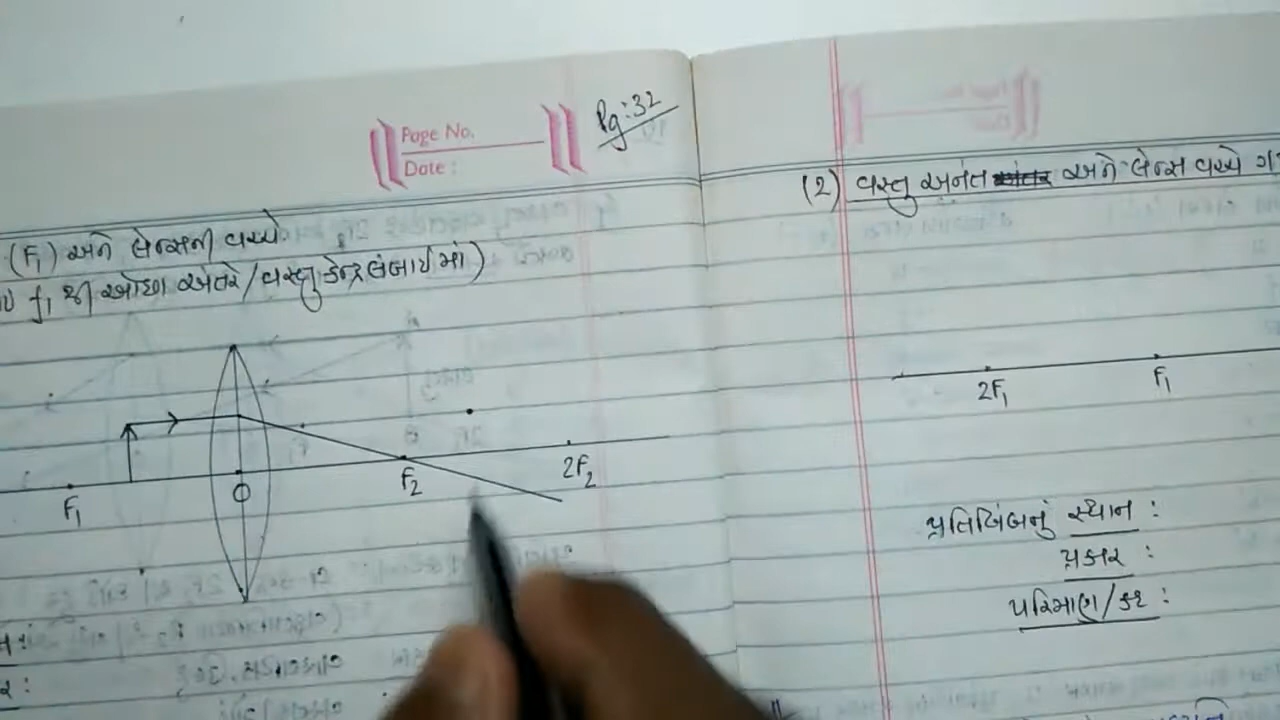 Page No.
Date :
Pg:32
(F₁) અને લેન્સની વચ્ચે
f₁ થી ઓછા અંતરે/વસ્તુ કેન્દ્રલંબાઈમાં)
F₁
O
F₂
2F₂
(2) વસ્તુ અનંત અને લેન્સ વચ્ચે
2F₁
F₁
પ્રતિબિંબનું સ્થાન :
પ્રકાર :
પરિમાણ/કદ :